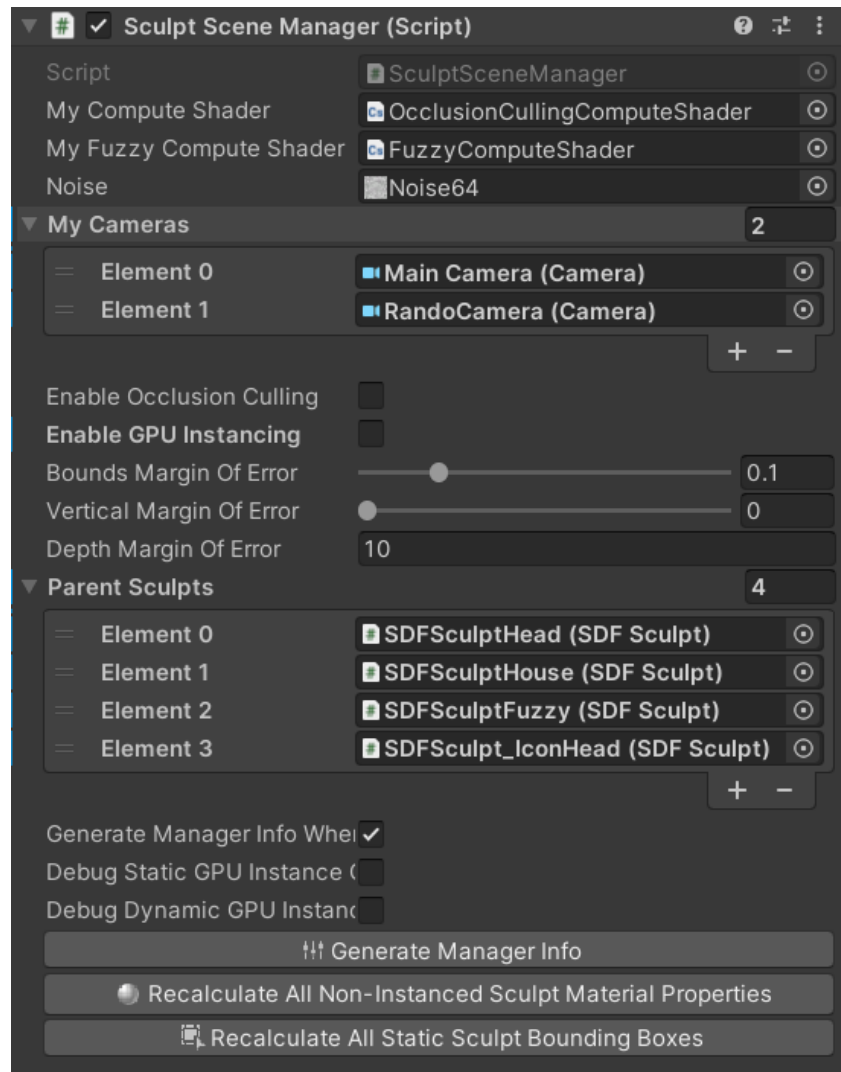 Sculpt Scene Manager (Script)
Script SculptSceneManager
My Compute Shader OcclusionCullingComputeShader
My Fuzzy Compute Shader FuzzyComputeShader
Noise Noise64
My Cameras 2
Element 0 Main Camera (Camera)
Element 1 RandoCamera (Camera)
+ −
Enable Occlusion Culling
Enable GPU Instancing
Bounds Margin Of Error 0.1
Vertical Margin Of Error 0
Depth Margin Of Error 10
Parent Sculpts 4
Element 0 SDFSculptHead (SDF Sculpt)
Element 1 SDFSculptHouse (SDF Sculpt)
Element 2 SDFSculptFuzzy (SDF Sculpt)
Element 3 SDFSculpt_IconHead (SDF Sculpt)
+ −
Generate Manager Info When
Debug Static GPU Instance
Debug Dynamic GPU Instanc
Generate Manager Info
Recalculate All Non-Instanced Sculpt Material Properties
Recalculate All Static Sculpt Bounding Boxes